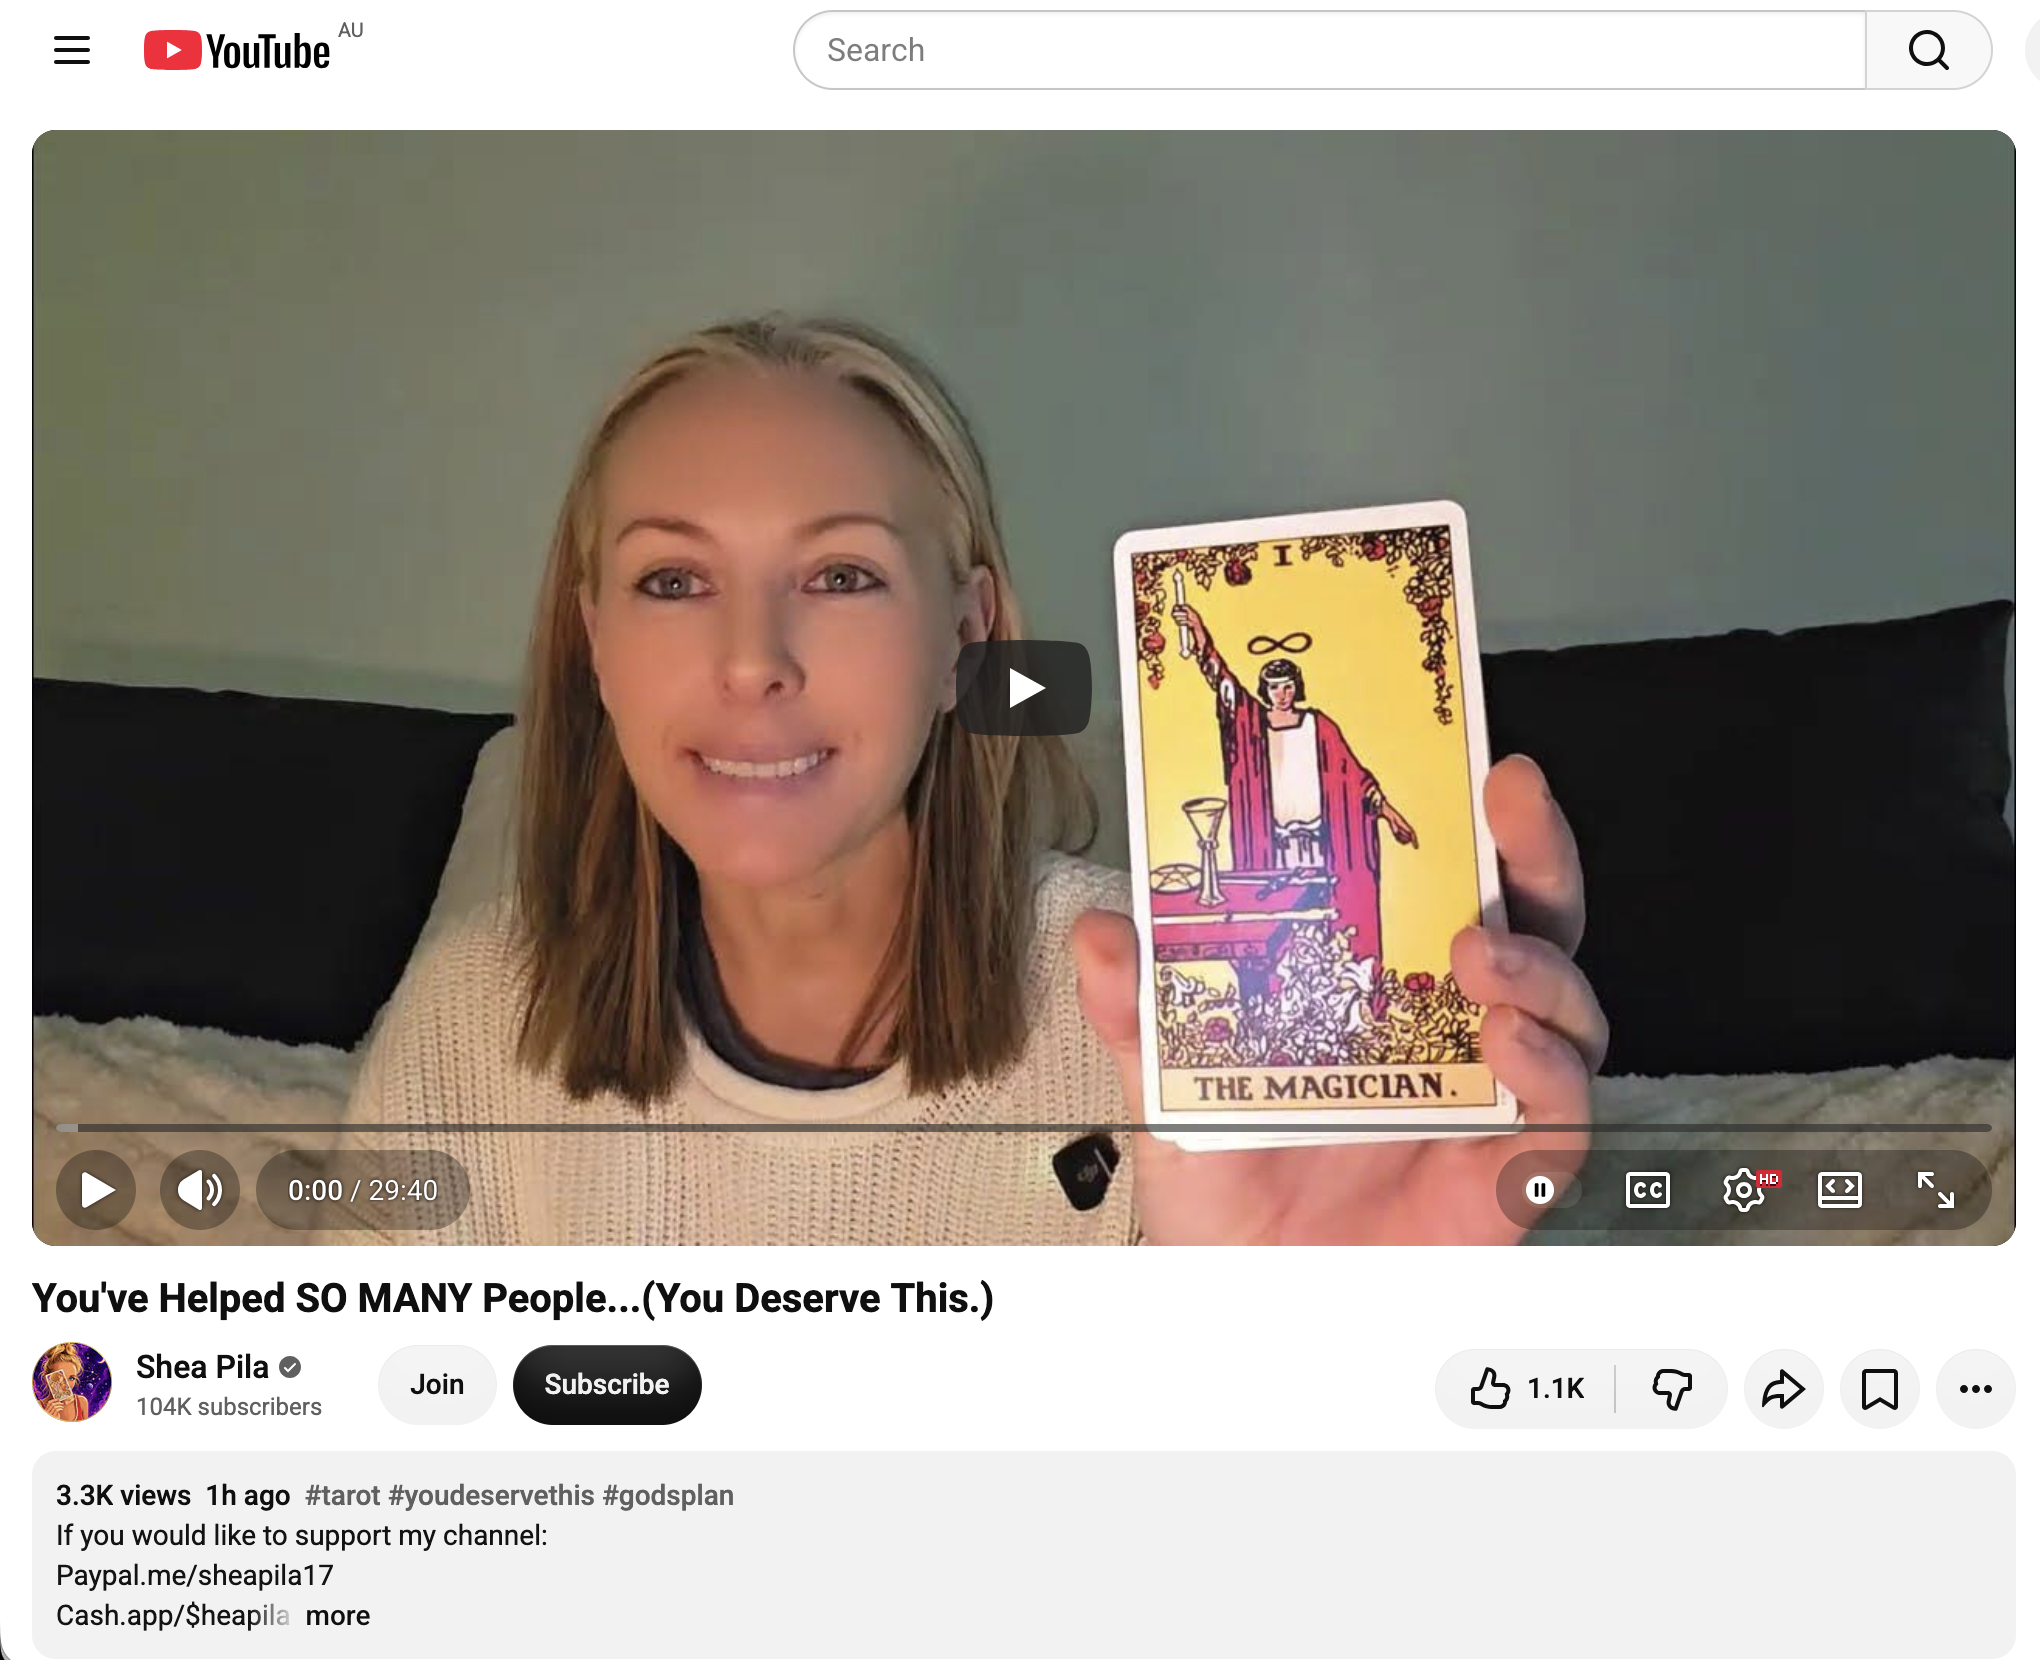 YouTube AU
Search
I
THE MAGICIAN.
dji
0:00 / 29:40
CC
HD
You've Helped SO MANY People...(You Deserve This.)
Shea Pila
104K subscribers
Join
Subscribe
1.1K
3.3K views 1h ago #tarot #youdeservethis #godsplan
If you would like to support my channel:
Paypal.me/sheapila17
Cash.app/$heapila more